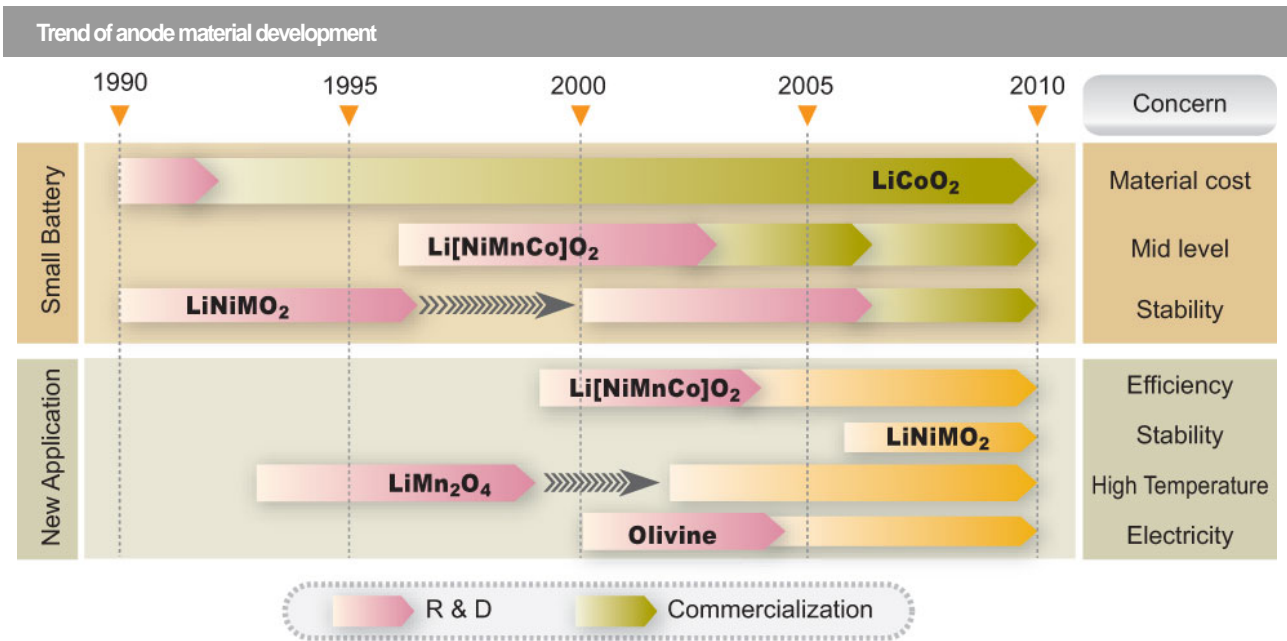 Trend of anode material development
1990 1995 2000 2005 2010 Concern
Small Battery
LiCoO₂ Material cost
Li[NiMnCo]O₂ Mid level
LiNiMO₂ Stability
New Application
Li[NiMnCo]O₂ Efficiency
LiNiMO₂ Stability
LiMn₂O₄ High Temperature
Olivine Electricity
R & D Commercialization